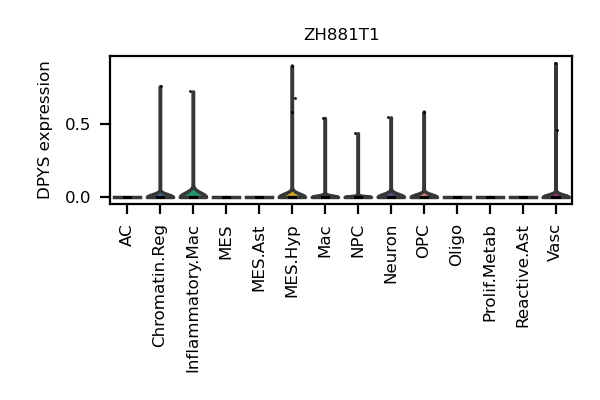 ZH881T1
DPYS expression
0.5
0.0
AC
Chromatin.Reg
Inflammatory.Mac
MES
MES.Ast
MES.Hyp
Mac
NPC
Neuron
OPC
Oligo
Prolif.Metab
Reactive.Ast
Vasc